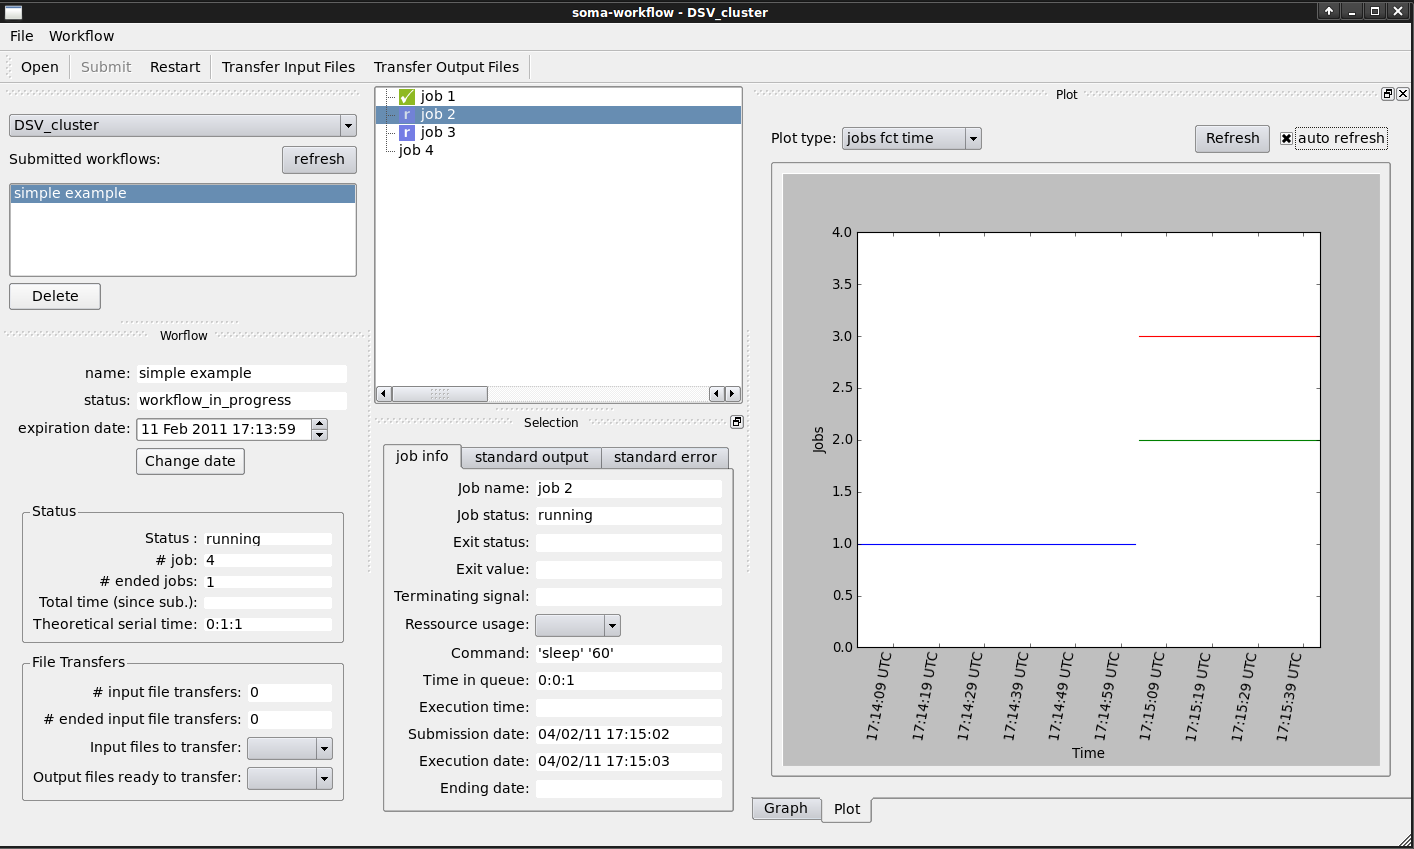 soma-workflow - DSV_cluster
File Workflow
Open Submit Restart Transfer Input Files Transfer Output Files
DSV_cluster
Submitted workflows: refresh
simple example
Delete
Worflow
name: simple example
status: workflow_in_progress
expiration date: 11 Feb 2011 17:13:59
Change date
Status
Status : running
# job: 4
# ended jobs: 1
Total time (since sub.):
Theoretical serial time: 0:1:1
File Transfers
# input file transfers: 0
# ended input file transfers: 0
Input files to transfer:
Output files ready to transfer:
job 1
r job 2
r job 3
job 4
Selection
job info standard output standard error
Job name: job 2
Job status: running
Exit status:
Exit value:
Terminating signal:
Ressource usage:
Command: 'sleep' '60'
Time in queue: 0:0:1
Execution time:
Submission date: 04/02/11 17:15:02
Execution date: 04/02/11 17:15:03
Ending date:
Plot
Plot type: jobs fct time Refresh auto refresh
4.0
3.5
3.0
2.5
2.0
1.5
1.0
0.5
0.0
Jobs
17:14:09 UTC
17:14:19 UTC
17:14:29 UTC
17:14:39 UTC
17:14:49 UTC
17:14:59 UTC
17:15:09 UTC
17:15:19 UTC
17:15:29 UTC
17:15:39 UTC
Time
Graph Plot